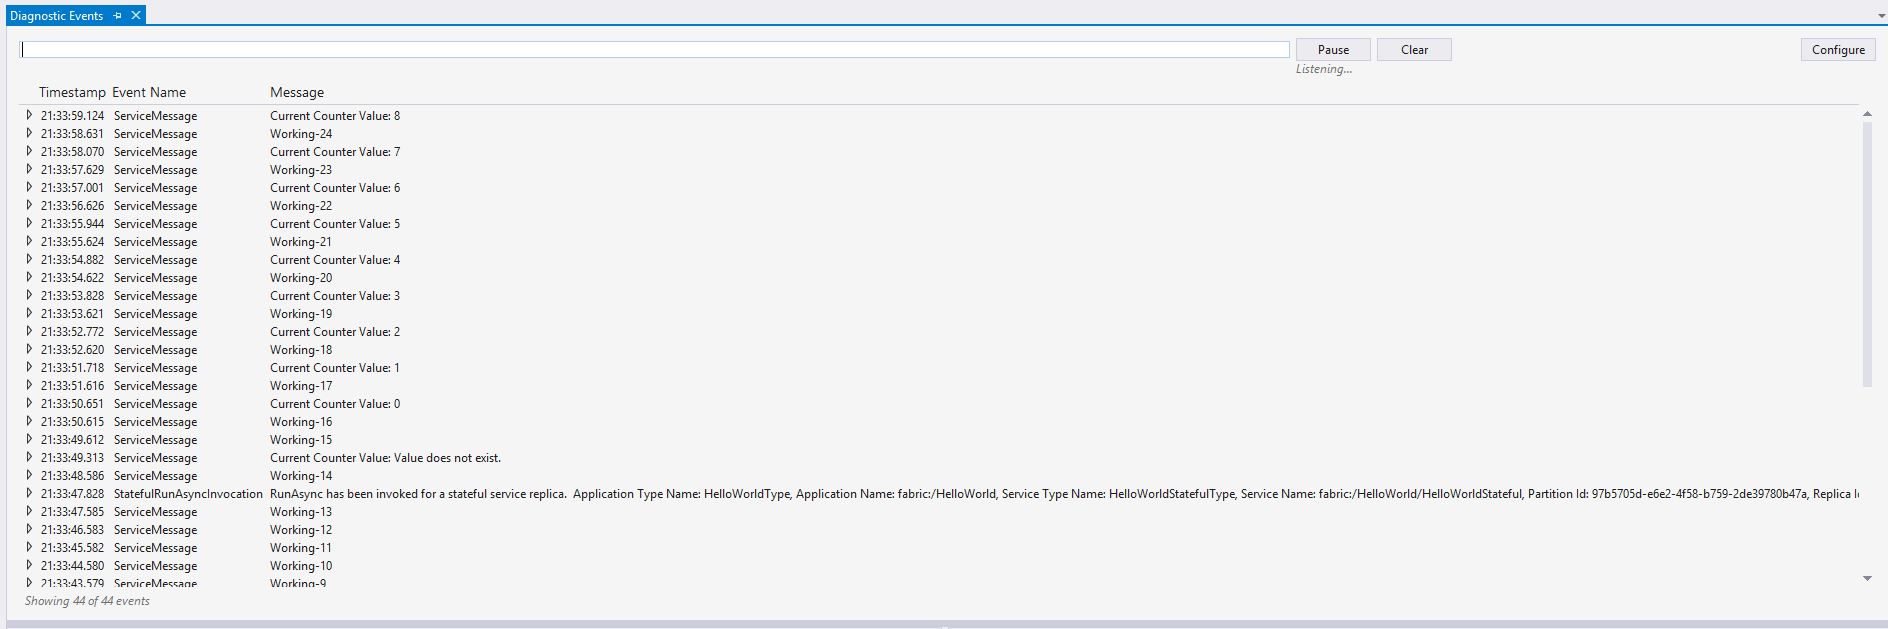 Diagnostic Events
Pause Clear Configure
Listening...
Timestamp Event Name Message
21:33:59.124 ServiceMessage Current Counter Value: 8
21:33:58.631 ServiceMessage Working-24
21:33:58.070 ServiceMessage Current Counter Value: 7
21:33:57.629 ServiceMessage Working-23
21:33:57.001 ServiceMessage Current Counter Value: 6
21:33:56.626 ServiceMessage Working-22
21:33:55.944 ServiceMessage Current Counter Value: 5
21:33:55.624 ServiceMessage Working-21
21:33:54.882 ServiceMessage Current Counter Value: 4
21:33:54.622 ServiceMessage Working-20
21:33:53.828 ServiceMessage Current Counter Value: 3
21:33:53.621 ServiceMessage Working-19
21:33:52.772 ServiceMessage Current Counter Value: 2
21:33:52.620 ServiceMessage Working-18
21:33:51.718 ServiceMessage Current Counter Value: 1
21:33:51.616 ServiceMessage Working-17
21:33:50.651 ServiceMessage Current Counter Value: 0
21:33:50.615 ServiceMessage Working-16
21:33:49.612 ServiceMessage Working-15
21:33:49.313 ServiceMessage Current Counter Value: Value does not exist.
21:33:48.586 ServiceMessage Working-14
21:33:47.828 StatefulRunAsyncInvocation RunAsync has been invoked for a stateful service replica. Application Type Name: HelloWorldType, Application Name: fabric:/HelloWorld, Service Type Name: HelloWorldStatefulType, Service Name: fabric:/HelloWorld/HelloWorldStateful, Partition Id: 97b5705d-e6e2-4f58-b759-2de39780b47a, Replica
21:33:47.585 ServiceMessage Working-13
21:33:46.583 ServiceMessage Working-12
21:33:45.582 ServiceMessage Working-11
21:33:44.580 ServiceMessage Working-10
21:33:43.579 ServiceMessage Working-9
Showing 44 of 44 events